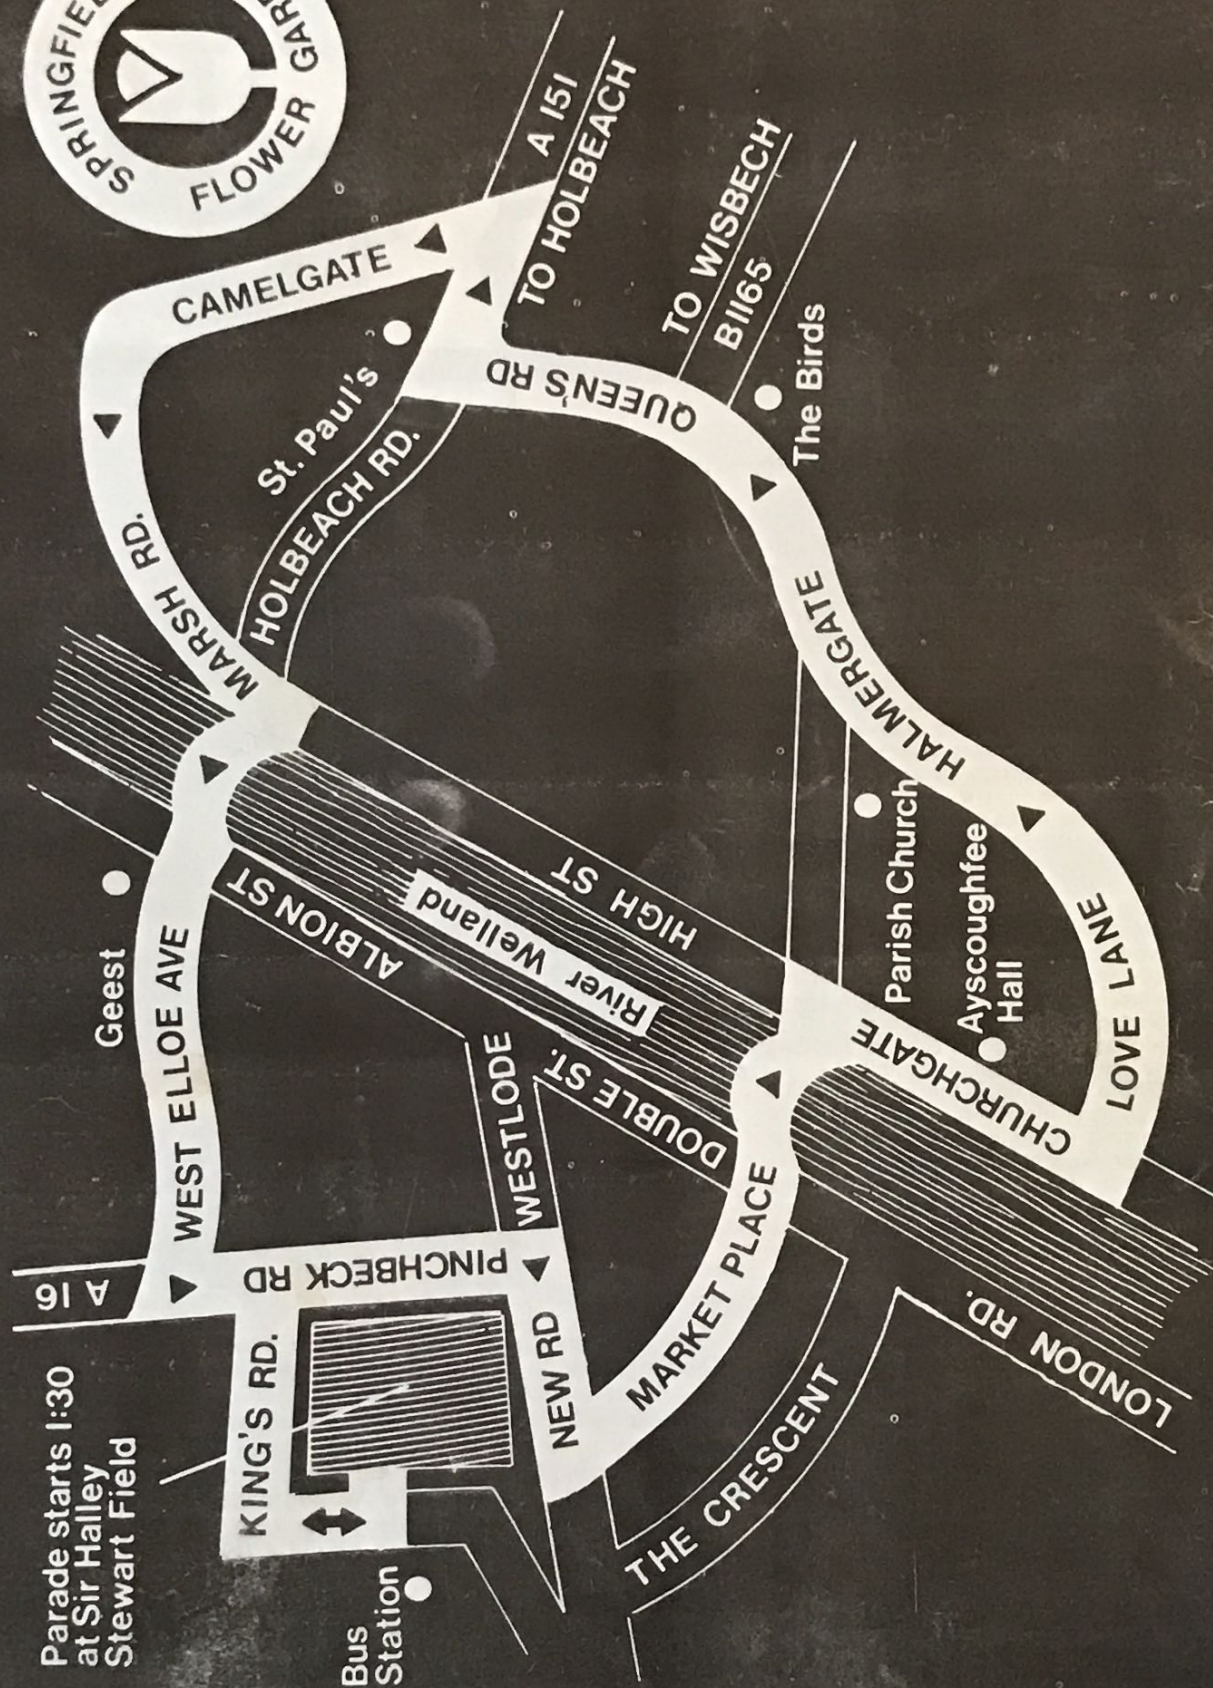 Parade starts 1:30
at Sir Halley
Stewart Field
Bus
Station
KING'S RD.
A 16
PINCHBECK RD
NEW RD
WESTLODE
WEST ELLOE AVE
Geest
ALBION ST
DOUBLE ST.
River Welland
HIGH ST
MARKET PLACE
THE CRESCENT
LONDON RD.
CHURCHGATE
LOVE LANE
Ayscoughfee
Hall
Parish Church
HALMERGATE
The Birds
QUEEN'S RD
TO WISBECH
B1165
A 151
TO HOLBEACH
St. Paul's
HOLBEACH RD.
MARSH RD.
CAMELGATE
FLOWER